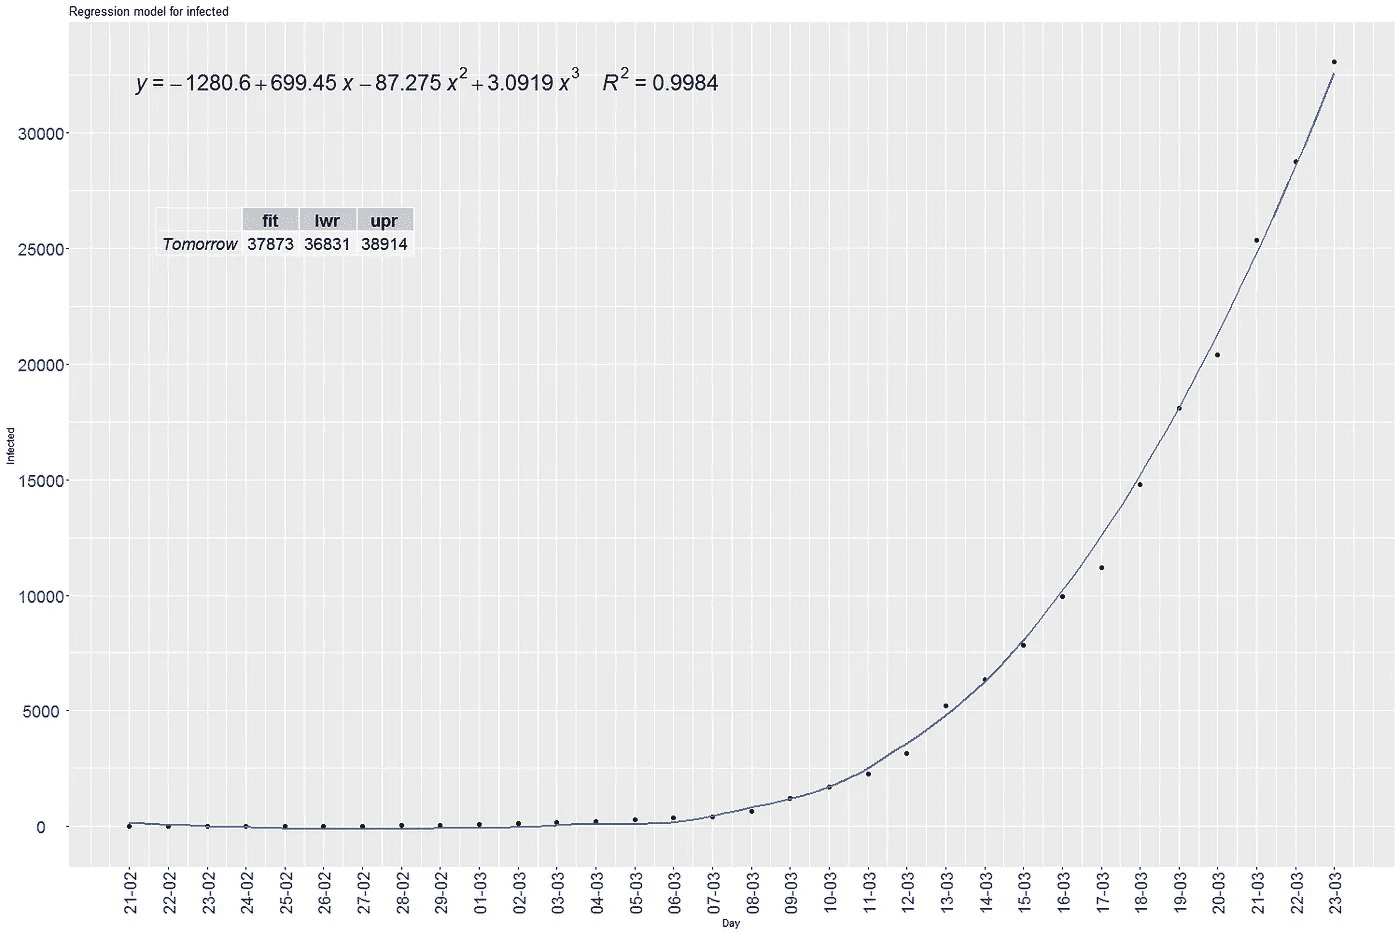 Regression model for infected
y = −1280.6 + 699.45 x − 87.275 x² + 3.0919 x³ R² = 0.9984
30000
fit lwr upr
Tomorrow 37873 36831 38914
25000
20000
15000
10000
5000
0
Infected
21-02 22-02 23-02 24-02 25-02 26-02 27-02 28-02 29-02 01-03 02-03 03-03 04-03 05-03 06-03 07-03 08-03 09-03 10-03 11-03 12-03 13-03 14-03 15-03 16-03 17-03 18-03 19-03 20-03 21-03 22-03 23-03
Day